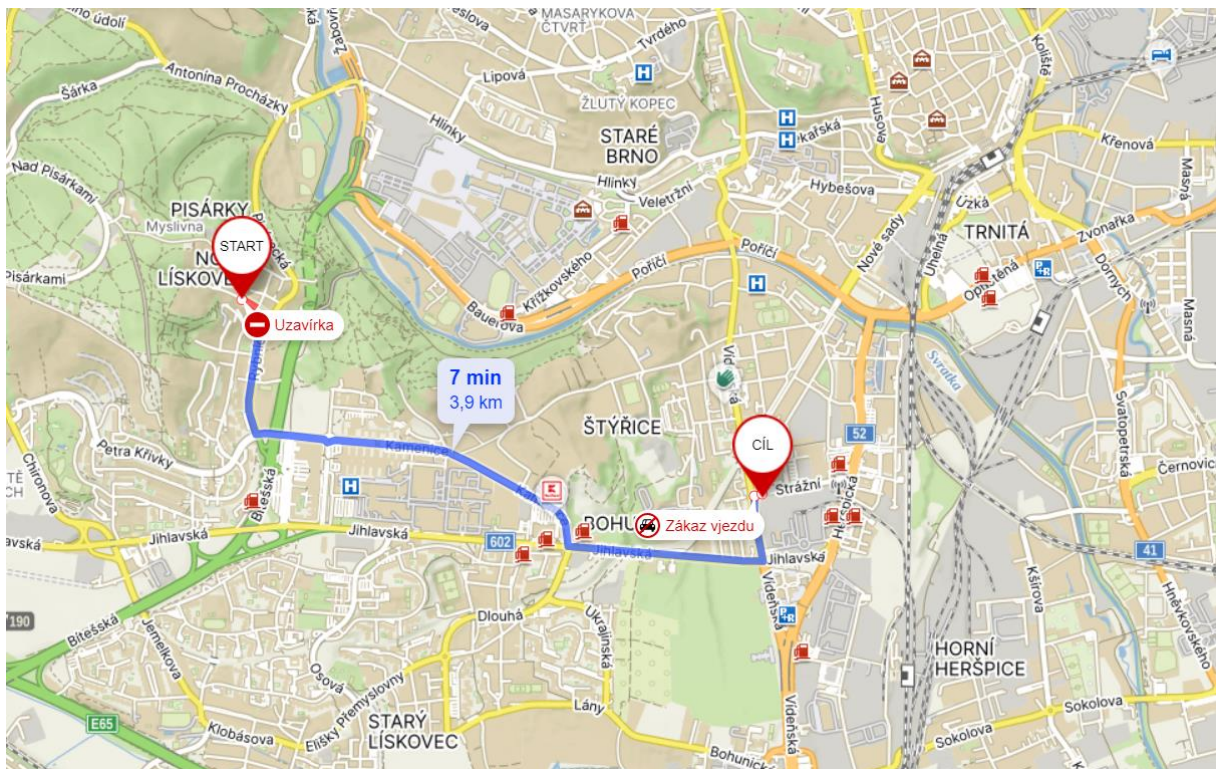 MASARYKOVA
ČTVRŤ
Tvrdého
Lipová
Antonína Procházky
Šárka
Nad Pisárkami
Hlinky
ŽLUTÝ KOPEC
STARÉ
BRNO
Husova
Koliště
Křenová
Masná
Hybešova
Úzká
Hlinky
Veletržní
PISÁRKY
Myslivna
START
Pisárkami
Křížkovského
Poříčí
Poříčí
Nové sady
Uhelná
TRNITÁ
Zvonařka
Opuštěná
Dornych
Masná
P+R
Uzavírka
Bauerova
Svratka
7 min
3,9 km
Kamenice
ŠTÝŘICE
CÍL
52
Strážní
Heršpická
Svatopetrská
Černovic
Petra Křivky
Chironova
Bítešská
Zákaz vjezdu
Jihlavská
602
Jihlavská
Jihlavská
Vídeňská
41
Kšírova
Hněvkovského
Dlouhá
Ukrajinská
P+R
190
Bítešská
Jemelkova
Osová
HORNÍ
HERŠPICE
E65
Klobásova
Elišky Přemyslovny
STARÝ
LÍSKOVEC
Lány
Vídeňská
Bohunická
Sokolova
Sokolova